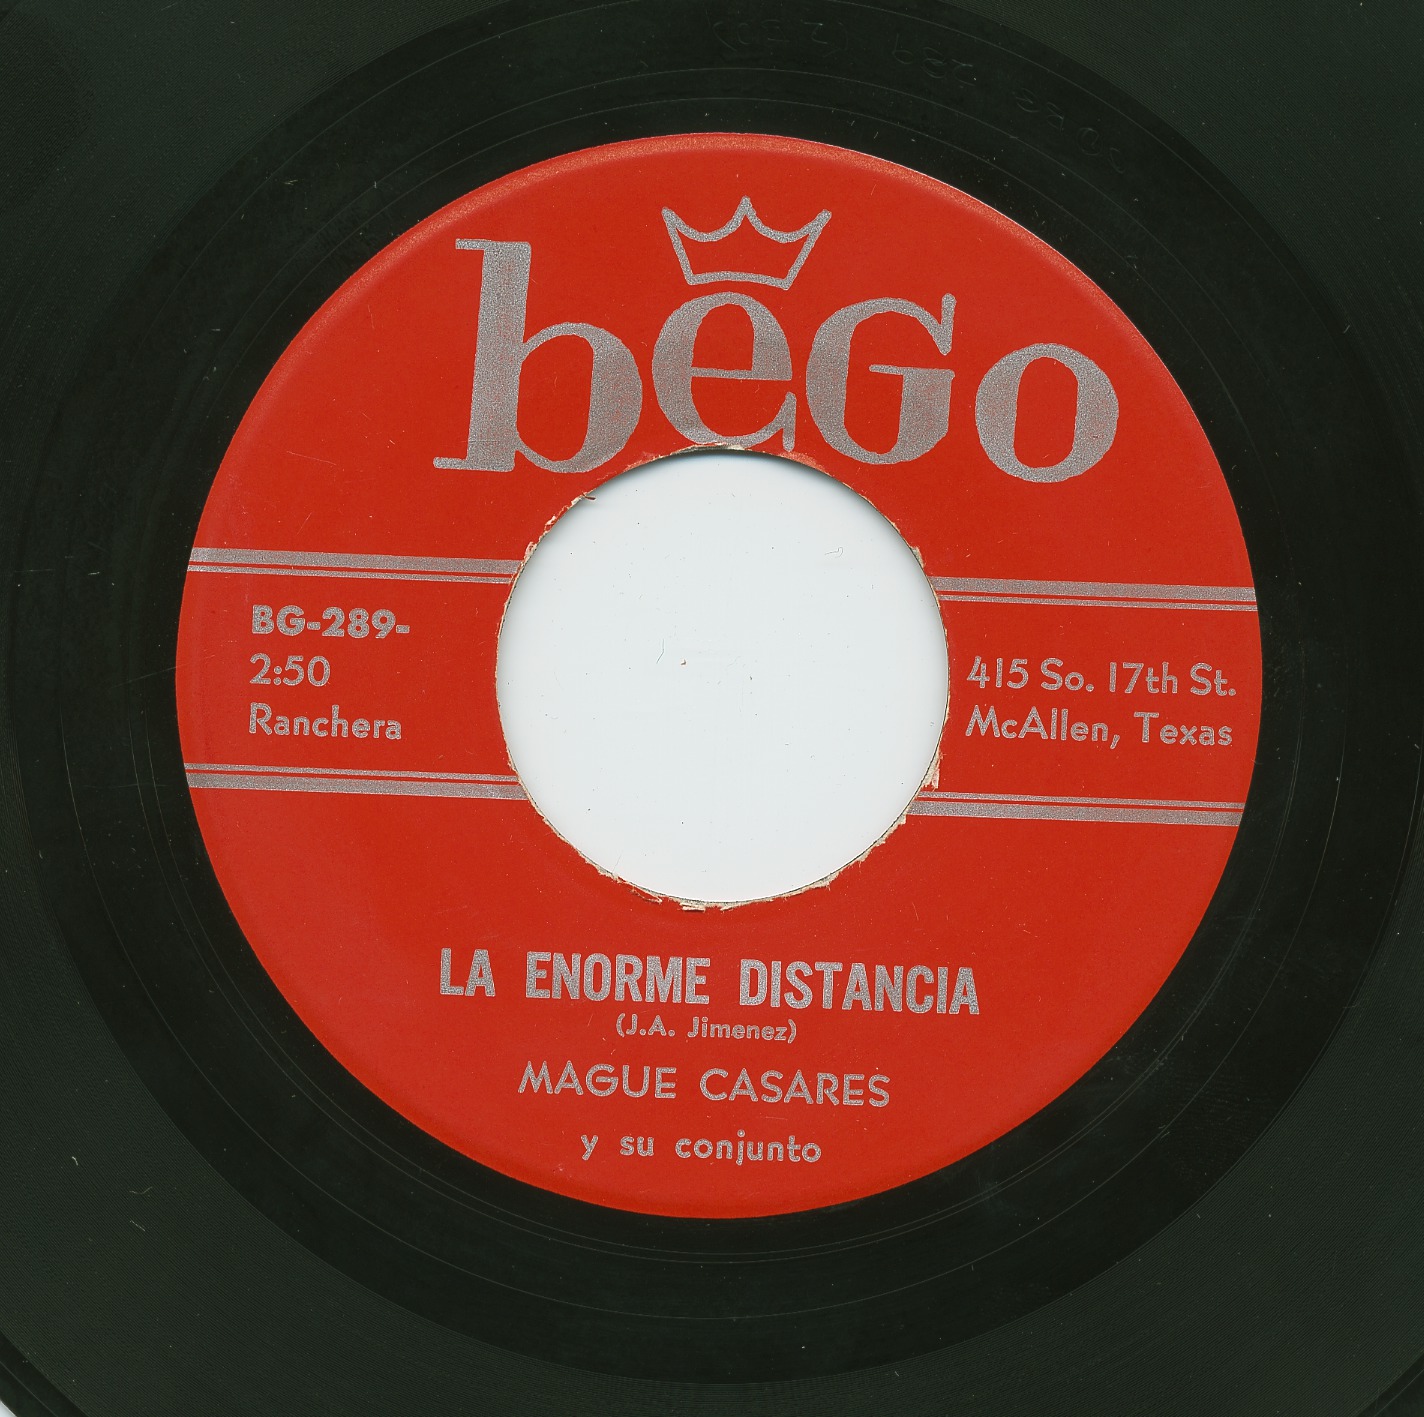 bEGO
BG-289-
2:50
Ranchera
415 So. 17th St.
McAllen, Texas
LA ENORME DISTANCIA
(J.A. Jimenez)
MAGUE CASARES
y su conjunto